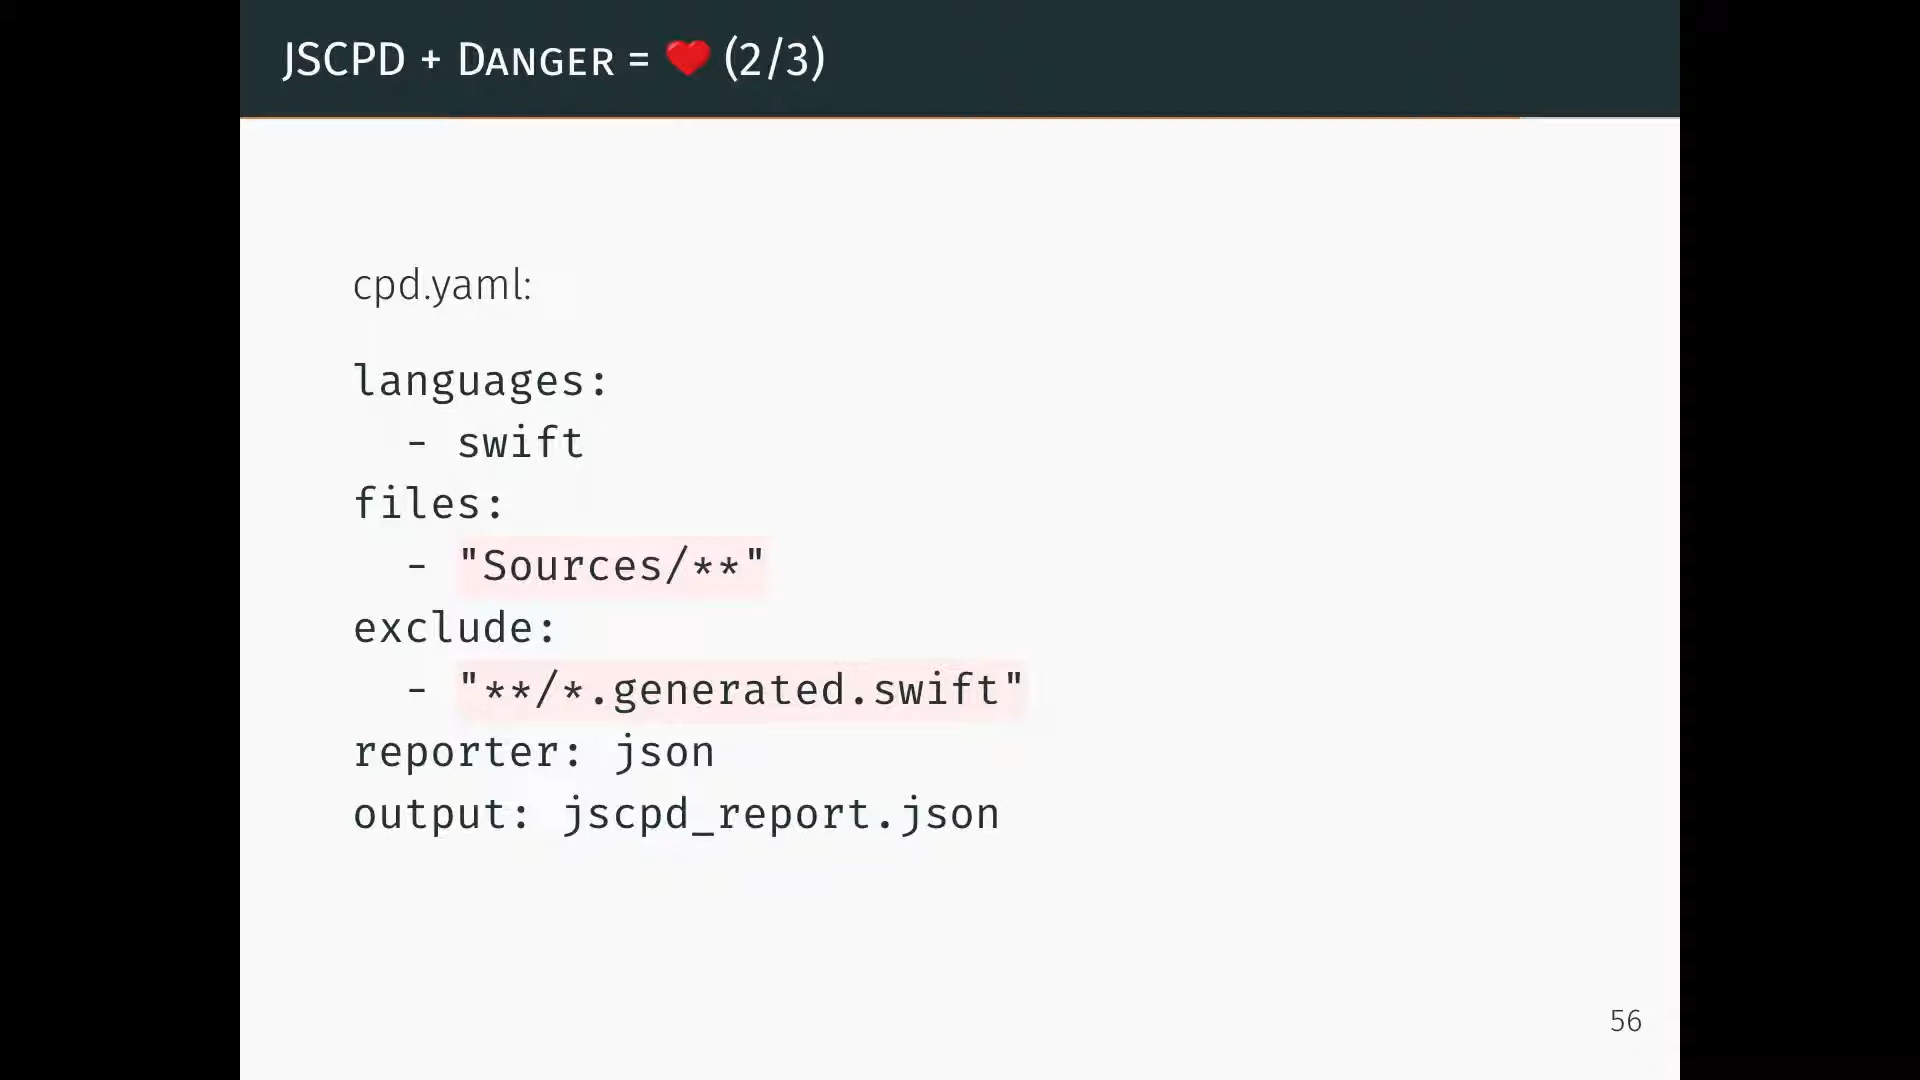 JSCPD + DANGER = ❤️ (2/3)
cpd.yaml:
languages:
  - swift
files:
  - "Sources/**"
exclude:
  - "**/*.generated.swift"
reporter: json
output: jscpd_report.json
56